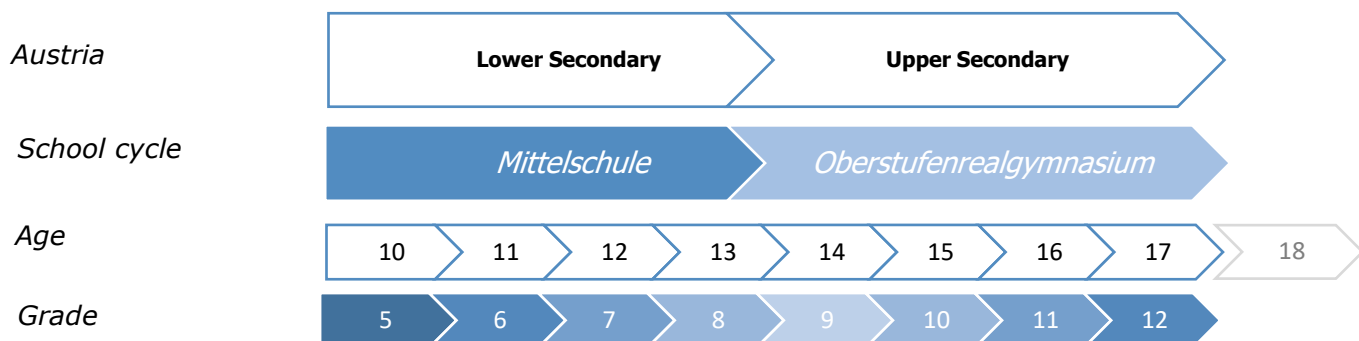 Austria
Lower Secondary
Upper Secondary
School cycle
Mittelschule
Oberstufenrealgymnasium
Age
10 11 12 13 14 15 16 17 18
Grade
5 6 7 8 9 10 11 12